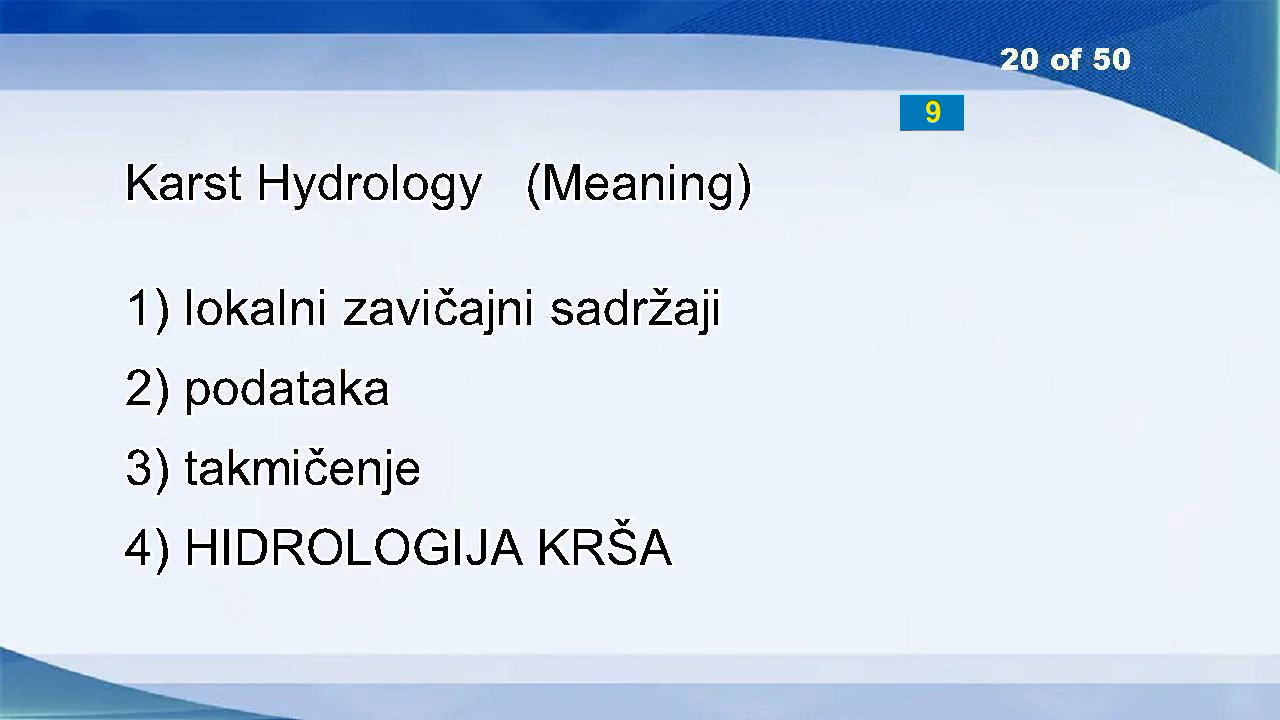 20 of 50
9
Karst Hydrology (Meaning)
1) lokalni zavičajni sadržaji
2) podataka
3) takmičenje
4) HIDROLOGIJA KRŠA